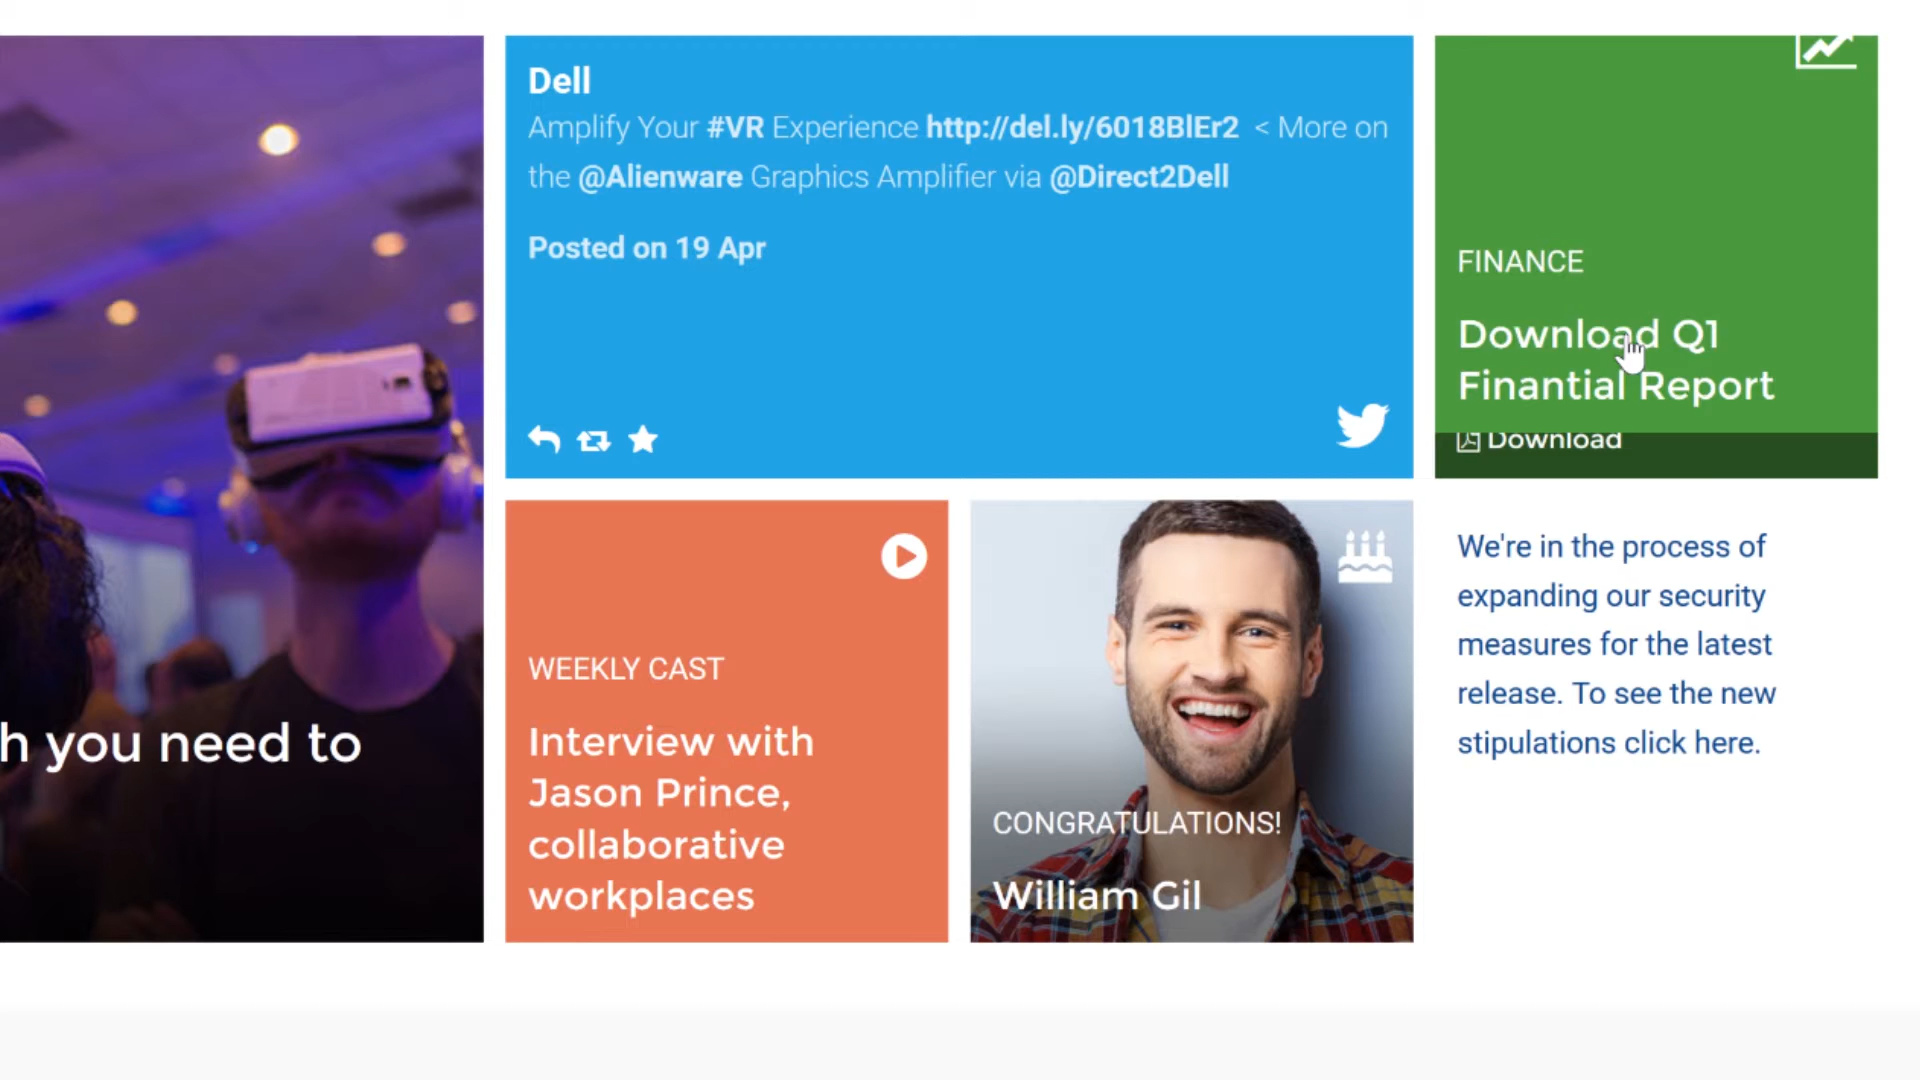 h you need to
Dell
Amplify Your #VR Experience http://del.ly/6018BlEr2 < More on
the @Alienware Graphics Amplifier via @Direct2Dell
Posted on 19 Apr
FINANCE
Download Q1
Finantial Report
Download
WEEKLY CAST
Interview with
Jason Prince,
collaborative
workplaces
CONGRATULATIONS!
William Gil
We're in the process of
expanding our security
measures for the latest
release. To see the new
stipulations click here.